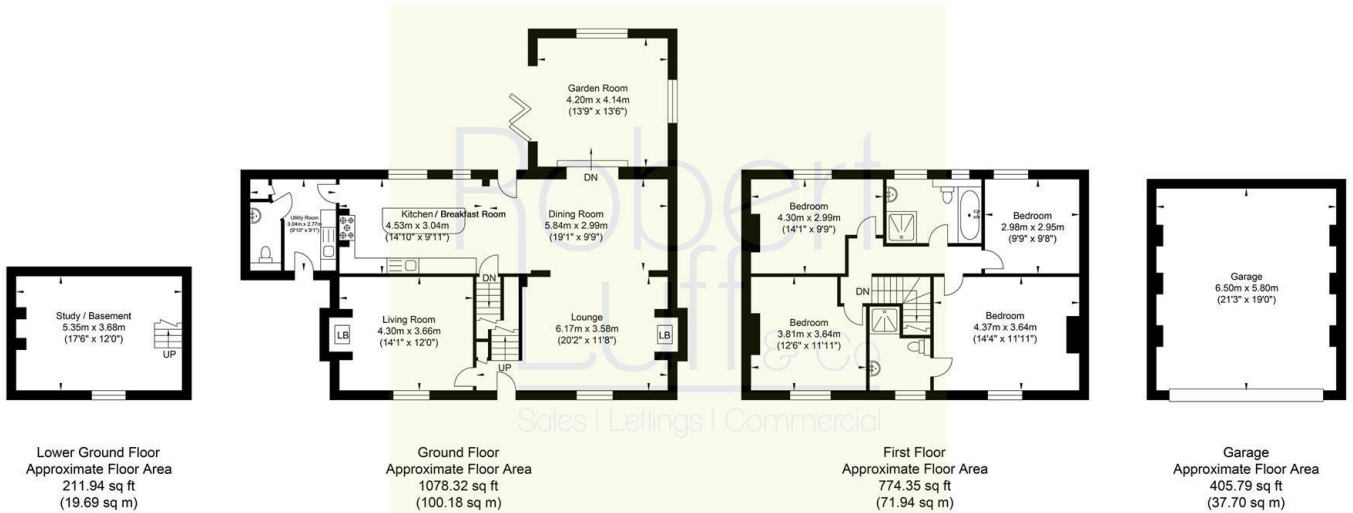 Garden Room
4.20m x 4.14m
(13'9" x 13'6")
DN
Utility Room
3.04m x 2.77m
(9'10" x 9'1")
Kitchen / Breakfast Room
4.53m x 3.04m
(14'10" x 9'11")
Dining Room
5.84m x 2.99m
(19'1" x 9'9")
DN
Living Room
4.30m x 3.66m
(14'1" x 12'0")
LB
UP
Lounge
6.17m x 3.58m
(20'2" x 11'8")
LB
Study / Basement
5.35m x 3.68m
(17'6" x 12'0")
UP
Bedroom
4.30m x 2.99m
(14'1" x 9'9")
Bedroom
2.98m x 2.95m
(9'9" x 9'8")
DN
Bedroom
3.81m x 3.64m
(12'6" x 11'11")
Bedroom
4.37m x 3.64m
(14'4" x 11'11")
Garage
6.50m x 5.80m
(21'3" x 19'0")
Robert
Luff & Co
Sales | Lettings | Commercial
Lower Ground Floor
Approximate Floor Area
211.94 sq ft
(19.69 sq m)
Ground Floor
Approximate Floor Area
1078.32 sq ft
(100.18 sq m)
First Floor
Approximate Floor Area
774.35 sq ft
(71.94 sq m)
Garage
Approximate Floor Area
405.79 sq ft
(37.70 sq m)